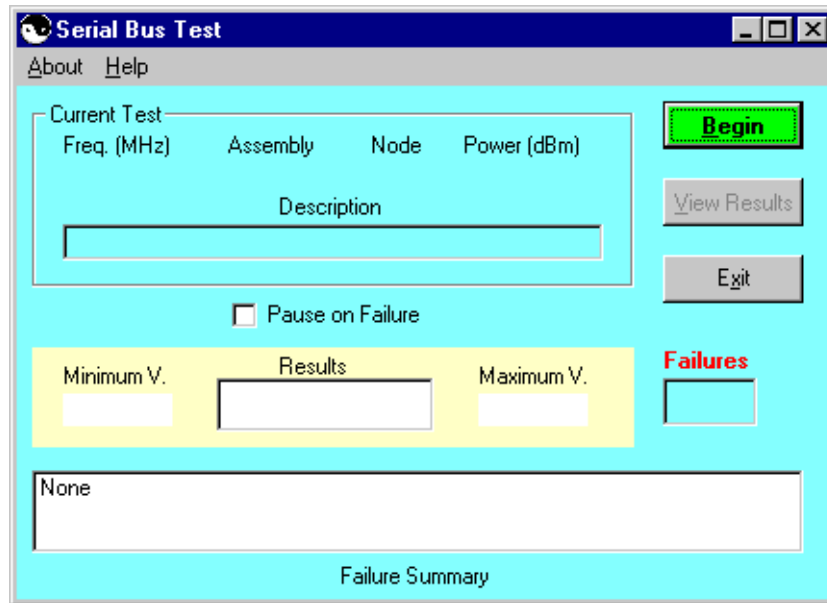 Serial Bus Test
About Help
Current Test
Freq. (MHz) Assembly Node Power (dBm)
Description
Begin
View Results
Exit
Pause on Failure
Minimum V. Results Maximum V.
Failures
None
Failure Summary